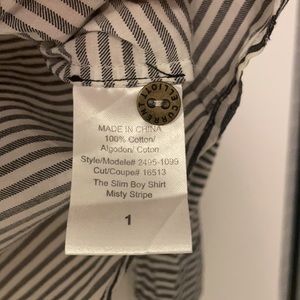 CURRENT ELLIOTT
MADE IN CHINA
100% Cotton/
Algodon/ Coton
Style/Modele# 2495-1099
Cut/Coupe# 16513
The Slim Boy Shirt
Misty Stripe
1